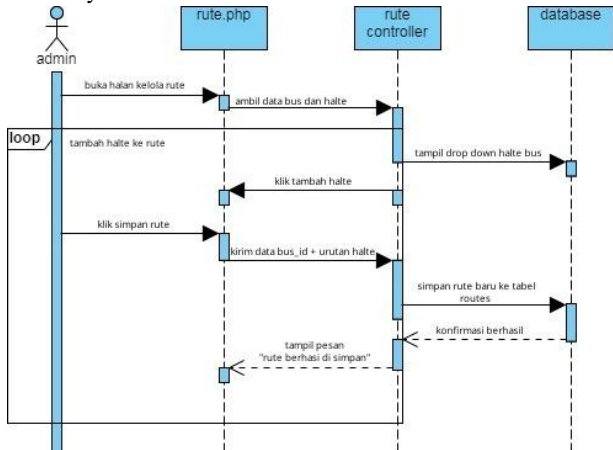 rute.php
rute
controller
database
admin
buka halan kelola rute
ambil data bus dan halte
loop
tambah halte ke rute
tampil drop down halte bus
klik tambah halte
klik simpan rute
kirim data bus_id + urutan halte
simpan rute baru ke tabel
routes
konfirmasi berhasil
tampil pesan
"rute berhasi di simpan"